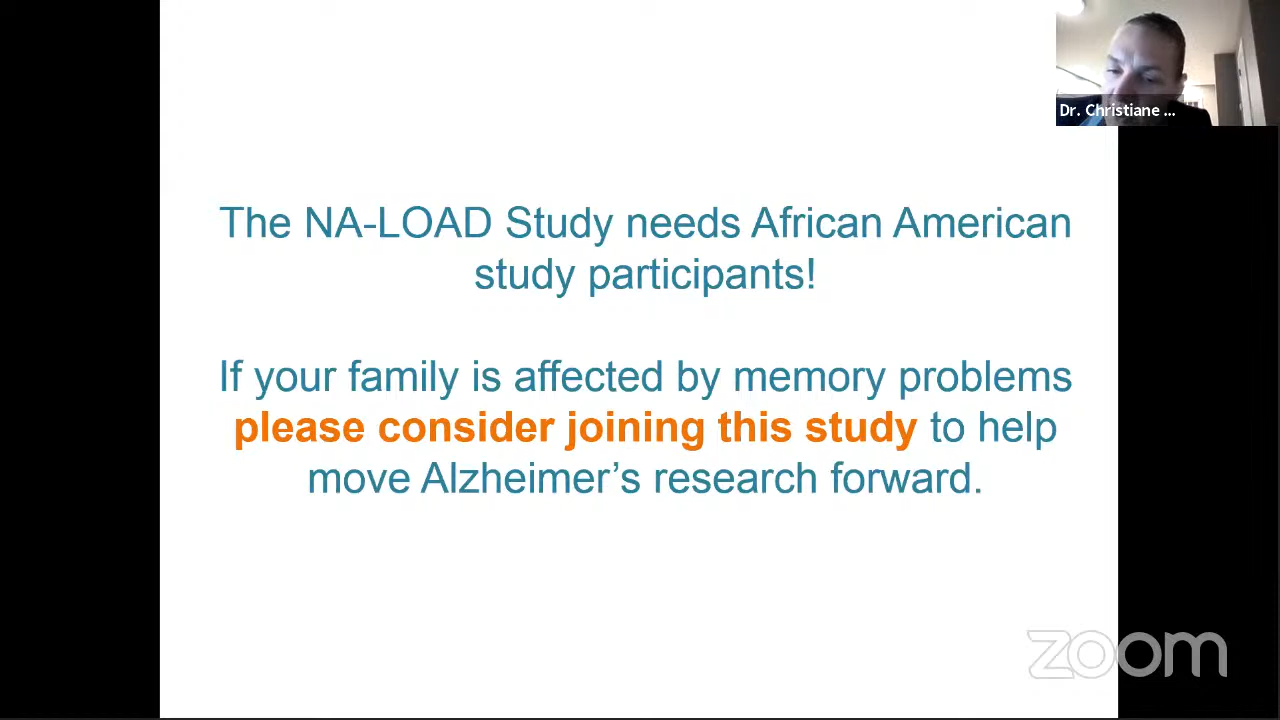 Dr. Christiane ...
The NA-LOAD Study needs African American
study participants!
If your family is affected by memory problems
please consider joining this study to help
move Alzheimer’s research forward.
zoom